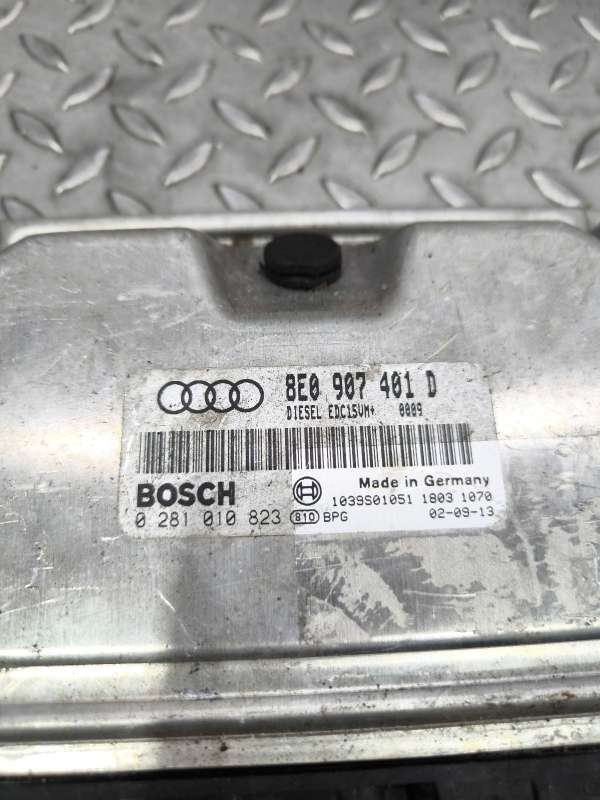 8E0 907 401 D
DIESEL EDC15VM+ 0009
BOSCH
Made in Germany
1039S01051 1803 1070
0 281 010 823 810 BPG 02-09-13